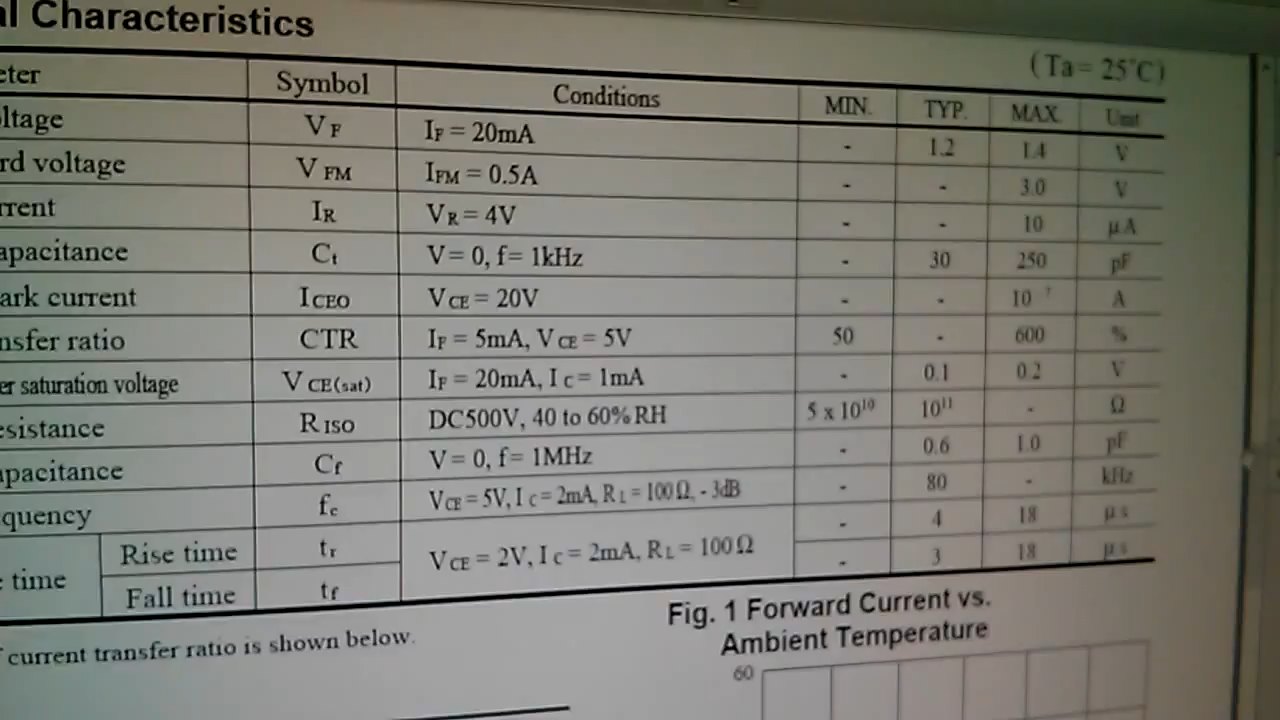 al Characteristics
(Ta= 25°C)
eter Symbol Conditions MIN. TYP. MAX. Unit
oltage VF IF = 20mA - 1.2 1.4 V
rd voltage VFM IFM = 0.5A - - 3.0 V
rrent IR VR = 4V - - 10 μA
apacitance Ct V= 0, f= 1kHz - 30 250 pF
ark current ICEO VCE = 20V - - 10 A
nsfer ratio CTR IF = 5mA, VCE = 5V 50 - 600 %
er saturation voltage VCE(sat) IF = 20mA, IC = 1mA - 0.1 0.2 V
esistance RISO DC500V, 40 to 60%RH 5 x 10¹⁰ 10¹¹ - Ω
apacitance Cf V= 0, f= 1MHz - 0.6 1.0 pF
quency fc VCE = 5V, IC = 2mA, RL = 100Ω, - 3dB - 80 - kHz
e time Rise time tr VCE = 2V, IC = 2mA, RL = 100Ω - 4 18 μs
Fall time tf - 3 18 μs
f current transfer ratio is shown below.
Fig. 1 Forward Current vs.
Ambient Temperature
60